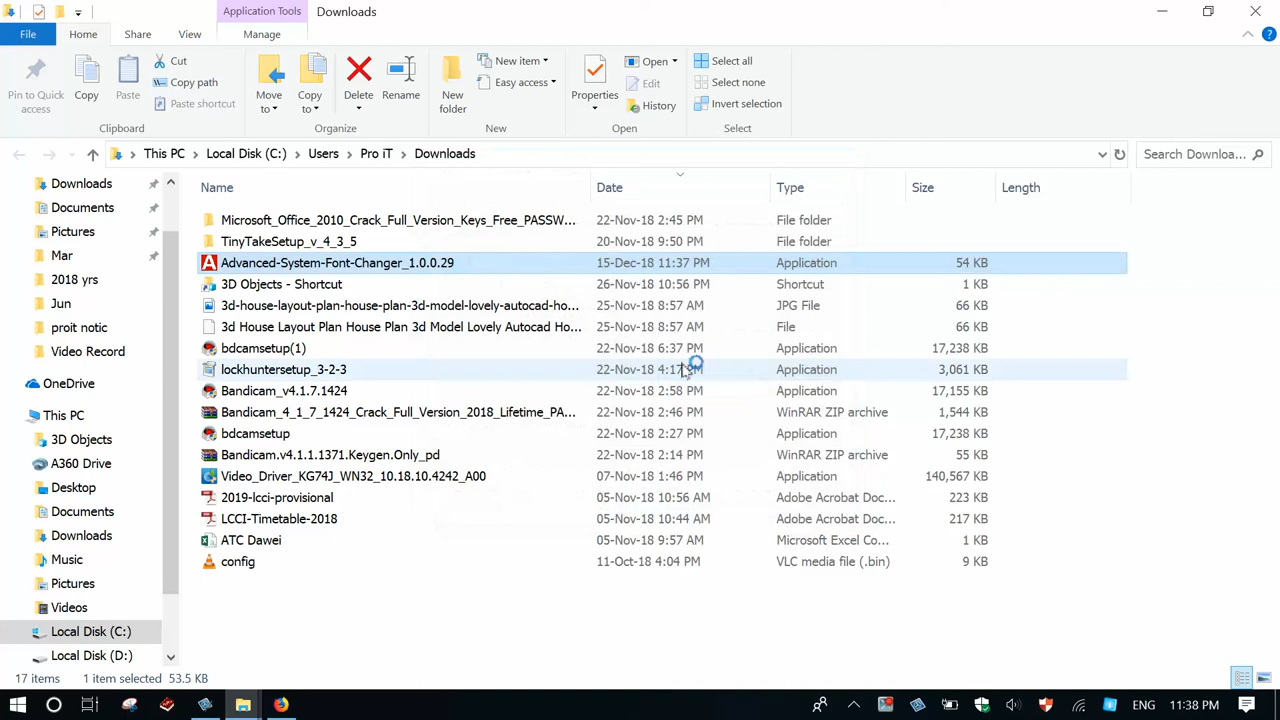 Application Tools
Downloads
File
Home
Share
View
Manage
Pin to Quick access
Copy
Paste
Cut
Copy path
Paste shortcut
Clipboard
Move to
Copy to
Delete
Rename
Organize
New folder
New item
Easy access
New
Properties
Open
Edit
History
Open
Select all
Select none
Invert selection
Select
This PC
Local Disk (C:)
Users
Pro iT
Downloads
Search Downloa...
Name Date Type Size Length
Downloads
Documents
Pictures
Mar
2018 yrs
Jun
proit notic
Video Record
OneDrive
This PC
3D Objects
A360 Drive
Desktop
Documents
Downloads
Music
Pictures
Videos
Local Disk (C:)
Local Disk (D:)
Microsoft_Office_2010_Crack_Full_Version_Keys_Free_PASSW... 22-Nov-18 2:45 PM File folder
TinyTakeSetup_v_4_3_5 20-Nov-18 9:50 PM File folder
Advanced-System-Font-Changer_1.0.0.29 15-Dec-18 11:37 PM Application 54 KB
3D Objects - Shortcut 26-Nov-18 10:56 PM Shortcut 1 KB
3d-house-layout-plan-house-plan-3d-model-lovely-autocad-ho... 25-Nov-18 8:57 AM JPG File 66 KB
3d House Layout Plan House Plan 3d Model Lovely Autocad Ho... 25-Nov-18 8:57 AM File 66 KB
bdcamsetup(1) 22-Nov-18 6:37 PM Application 17,238 KB
lockhuntersetup_3-2-3 22-Nov-18 4:17 Application 3,061 KB
Bandicam_v4.1.7.1424 22-Nov-18 2:58 PM Application 17,155 KB
Bandicam_4_1_7_1424_Crack_Full_Version_2018_Lifetime_PA... 22-Nov-18 2:46 PM WinRAR ZIP archive 1,544 KB
bdcamsetup 22-Nov-18 2:27 PM Application 17,238 KB
Bandicam.v4.1.1.1371.Keygen.Only_pd 22-Nov-18 2:14 PM WinRAR ZIP archive 55 KB
Video_Driver_KG74J_WN32_10.18.10.4242_A00 07-Nov-18 1:46 PM Application 140,567 KB
2019-lcci-provisional 05-Nov-18 10:56 AM Adobe Acrobat Doc... 223 KB
LCCI-Timetable-2018 05-Nov-18 10:44 AM Adobe Acrobat Doc... 217 KB
ATC Dawei 05-Nov-18 9:57 AM Microsoft Excel Co... 1 KB
config 11-Oct-18 4:04 PM VLC media file (.bin) 9 KB
17 items 1 item selected 53.5 KB
ENG 11:38 PM